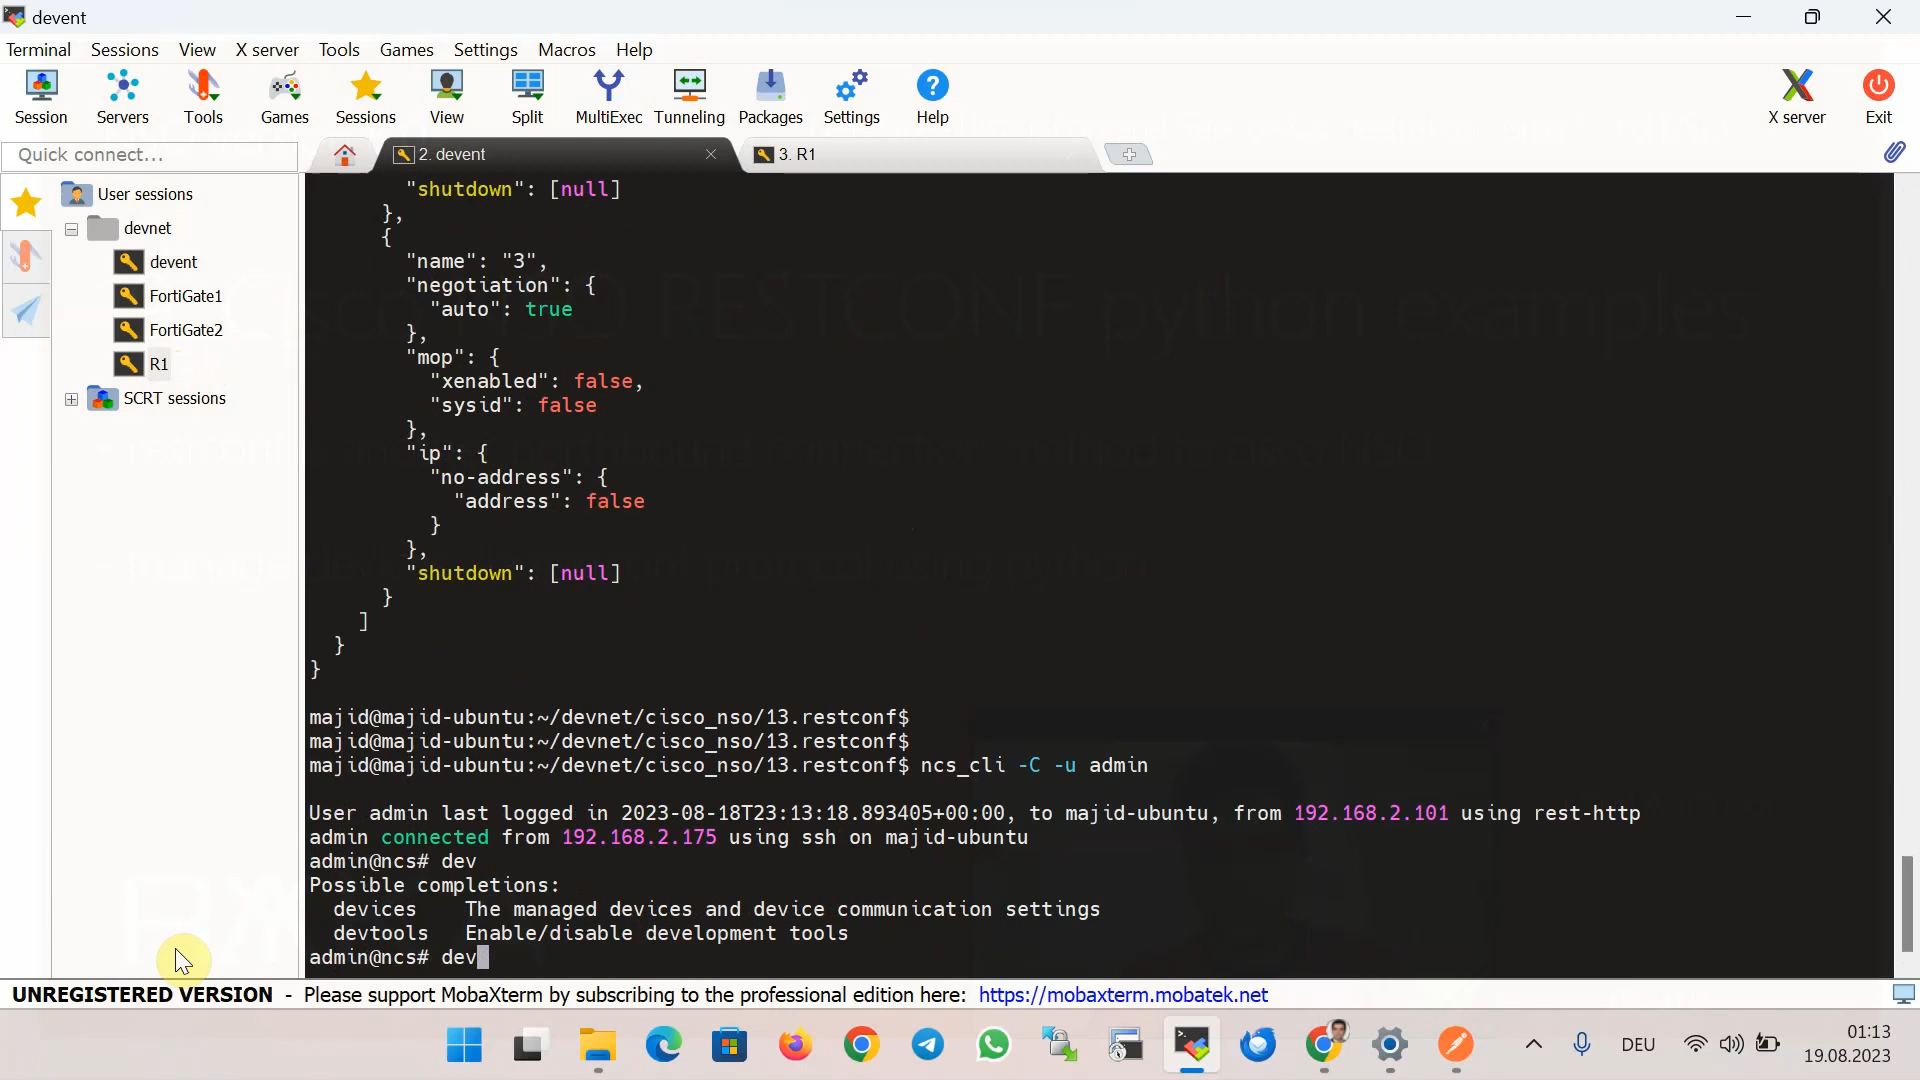 devent
Terminal Sessions View X server Tools Games Settings Macros Help
Session Servers Tools Games Sessions View Split MultiExec Tunneling Packages Settings Help X server Exit
Quick connect... 2. devent 3. R1
User sessions
devnet
devent
FortiGate1
FortiGate2
R1
SCRT sessions
"shutdown": [null]
},
{
"name": "3",
"negotiation": {
"auto": true
},
"mop": {
"xenabled": false,
"sysid": false
},
"ip": {
"no-address": {
"address": false
}
},
"shutdown": [null]
}
]
}
}
majid@majid-ubuntu:~/devnet/cisco_nso/13.restconf$
majid@majid-ubuntu:~/devnet/cisco_nso/13.restconf$
majid@majid-ubuntu:~/devnet/cisco_nso/13.restconf$ ncs_cli -C -u admin
User admin last logged in 2023-08-18T23:13:18.893405+00:00, to majid-ubuntu, from 192.168.2.101 using rest-http
admin connected from 192.168.2.175 using ssh on majid-ubuntu
admin@ncs# dev
Possible completions:
devices The managed devices and device communication settings
devtools Enable/disable development tools
admin@ncs# dev
UNREGISTERED VERSION - Please support MobaXterm by subscribing to the professional edition here: https://mobaxterm.mobatek.net
DEU 01:13
19.08.2023
RESTCONF python examples